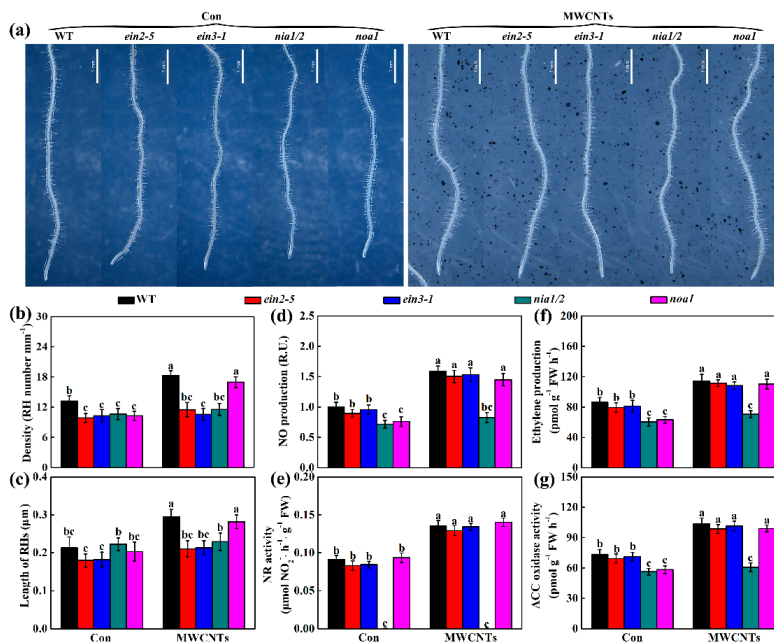 Con MWCNTs
(a) WT ein2-5 ein3-1 nia1/2 noa1 WT ein2-5 ein3-1 nia1/2 noa1
WT ein2-5 ein3-1 nia1/2 noa1
(b) Density (RH number mm⁻¹)
30
24
18
12
6
0
b c c c c a c c c a
(d) NO production (R.U.)
2.0
1.5
1.0
0.5
0.0
b b b c c a a a bc a
(f) Ethylene production
(pmol g⁻¹ FW h⁻¹)
200
160
120
80
40
0
b b b c c a a a bc a
(c) Length of RHs (µm)
0.4
0.3
0.2
0.1
0.0
bc c c b bc a bc bc b a
Con MWCNTs
(e) NR activity
(µmol NO₂⁻ h⁻¹ g⁻¹ FW)
0.20
0.15
0.10
0.05
0.00
b b b c b a a a c a
Con MWCNTs
(g) ACC oxidase activity
(pmol g⁻¹ FW h⁻¹)
150
120
90
60
30
0
b b b c c a a a c a
Con MWCNTs